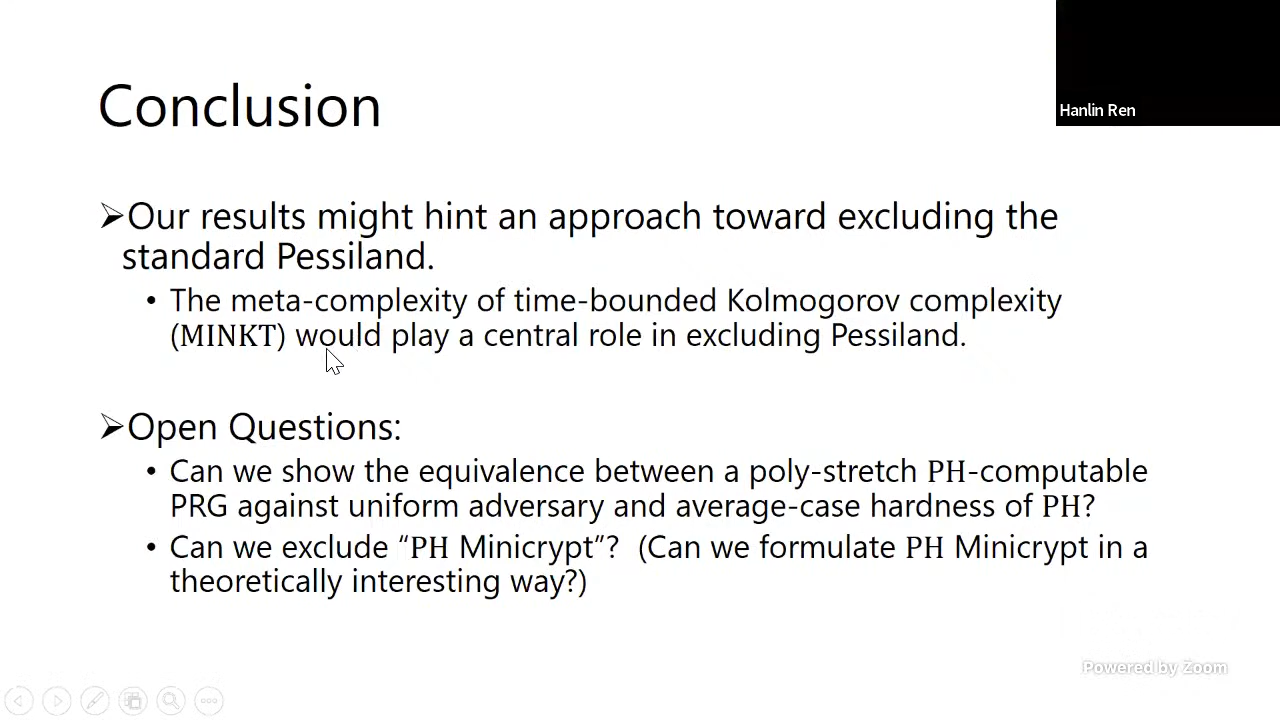 Hanlin Ren
Conclusion
➢Our results might hint an approach toward excluding the
standard Pessiland.
• The meta-complexity of time-bounded Kolmogorov complexity
(MINKT) would play a central role in excluding Pessiland.
➢Open Questions:
• Can we show the equivalence between a poly-stretch PH-computable
PRG against uniform adversary and average-case hardness of PH?
• Can we exclude “PH Minicrypt”? (Can we formulate PH Minicrypt in a
theoretically interesting way?)
Powered by Zoom